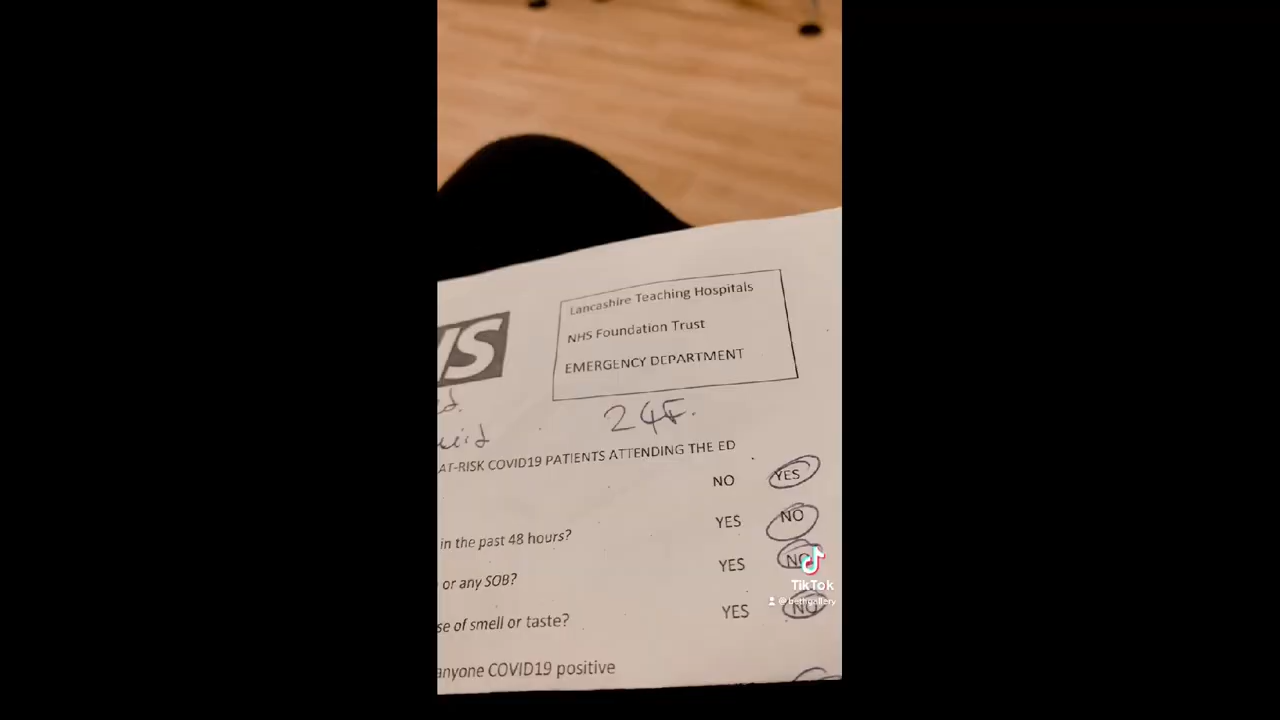 Lancashire Teaching Hospitals
NHS Foundation Trust
EMERGENCY DEPARTMENT
24F.
AT-RISK COVID19 PATIENTS ATTENDING THE ED
NO YES
in the past 48 hours? YES NO
or any SOB? YES NO
se of smell or taste? YES NO
anyone COVID19 positive
TikTok